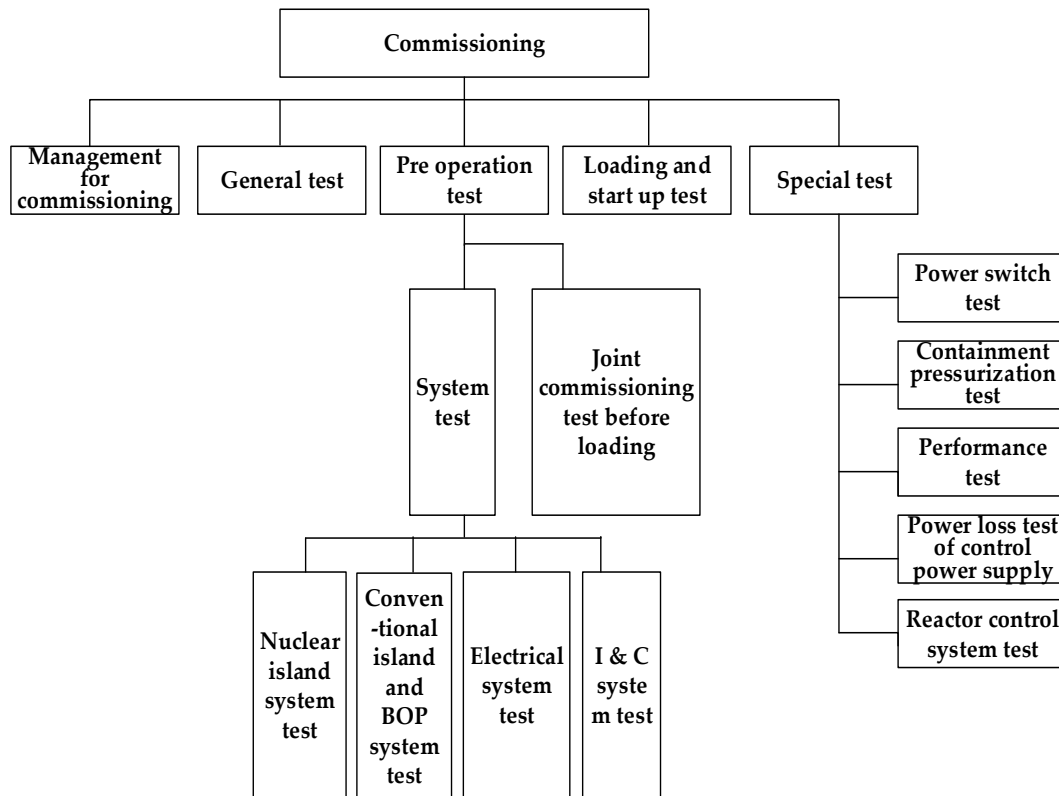 Commissioning
Management
for
commissioning
General test
Pre operation
test
Loading and
start up test
Special test
System
test
Joint
commissioning
test before
loading
Power switch
test
Containment
pressurization
test
Performance
test
Power loss test
of control
power supply
Reactor control
system test
Nuclear
island
system
test
Conven
-tional
island
and
BOP
system
test
Electrical
system
test
I & C
syste
m test